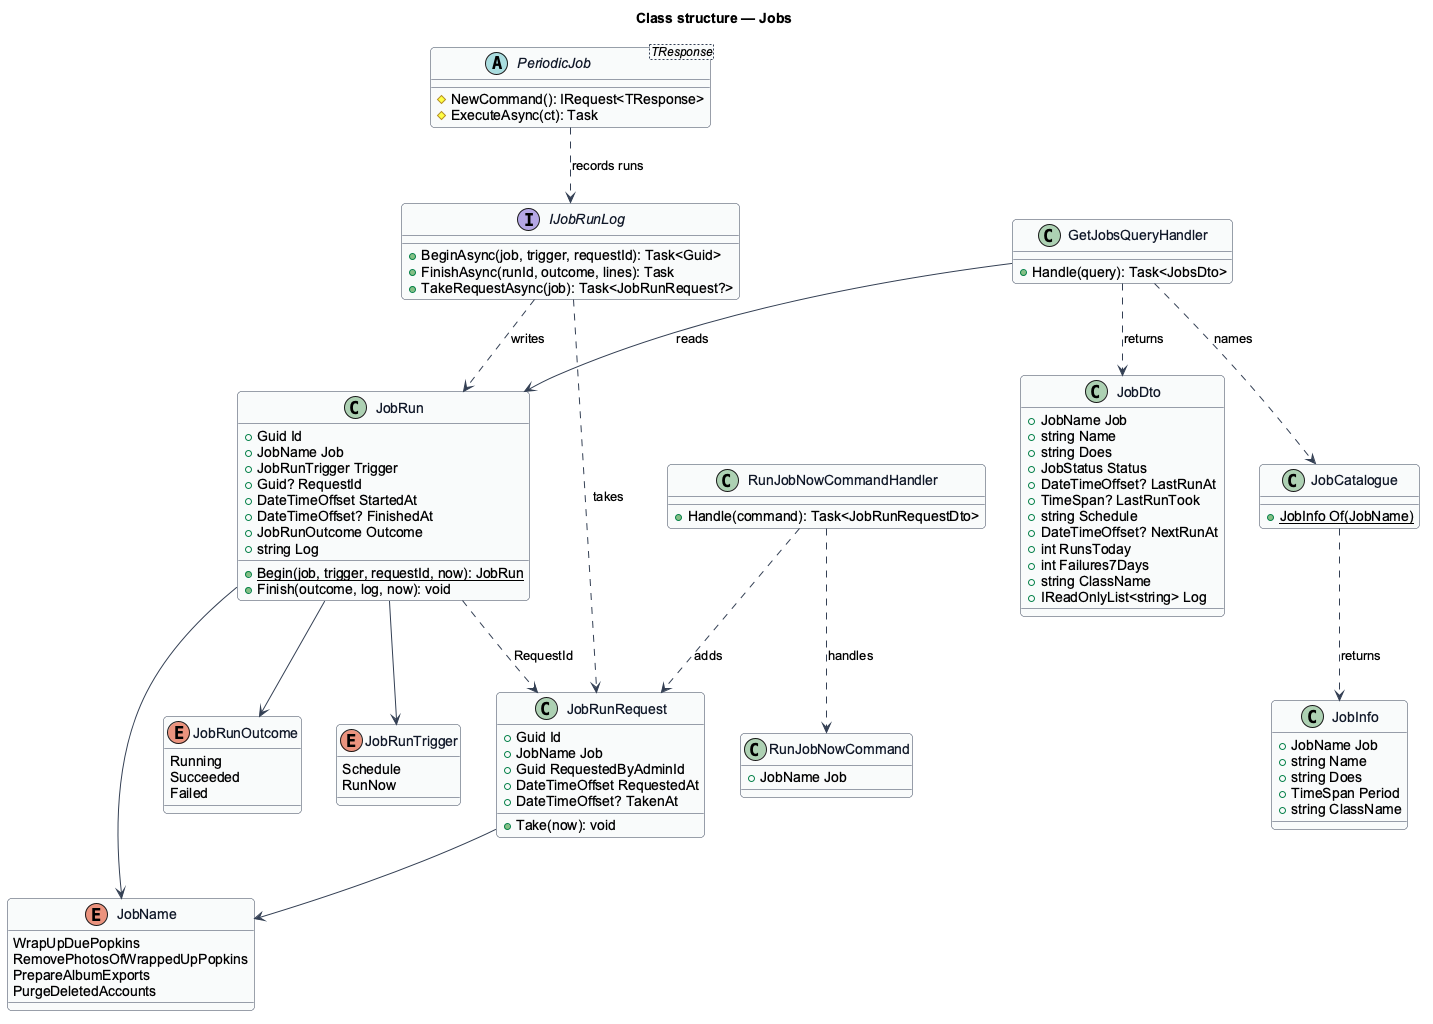 Class structure — Jobs
TResponse
A PeriodicJob
NewCommand(): IRequest<TResponse>
ExecuteAsync(ct): Task
records runs
I IJobRunLog
BeginAsync(job, trigger, requestId): Task<Guid>
FinishAsync(runId, outcome, lines): Task
TakeRequestAsync(job): Task<JobRunRequest?>
C GetJobsQueryHandler
Handle(query): Task<JobsDto>
writes
reads
returns
names
takes
C JobRun
Guid Id
JobName Job
JobRunTrigger Trigger
Guid? RequestId
DateTimeOffset StartedAt
DateTimeOffset? FinishedAt
JobRunOutcome Outcome
string Log
Begin(job, trigger, requestId, now): JobRun
Finish(outcome, log, now): void
C RunJobNowCommandHandler
Handle(command): Task<JobRunRequestDto>
C JobDto
JobName Job
string Name
string Does
JobStatus Status
DateTimeOffset? LastRunAt
TimeSpan? LastRunTook
string Schedule
DateTimeOffset? NextRunAt
int RunsToday
int Failures7Days
string ClassName
IReadOnlyList<string> Log
C JobCatalogue
JobInfo Of(JobName)
RequestId
adds
handles
returns
E JobRunOutcome
Running
Succeeded
Failed
E JobRunTrigger
Schedule
RunNow
C JobRunRequest
Guid Id
JobName Job
Guid RequestedByAdminId
DateTimeOffset RequestedAt
DateTimeOffset? TakenAt
Take(now): void
C RunJobNowCommand
JobName Job
C JobInfo
JobName Job
string Name
string Does
TimeSpan Period
string ClassName
E JobName
WrapUpDuePopkins
RemovePhotosOfWrappedUpPopkins
PrepareAlbumExports
PurgeDeletedAccounts